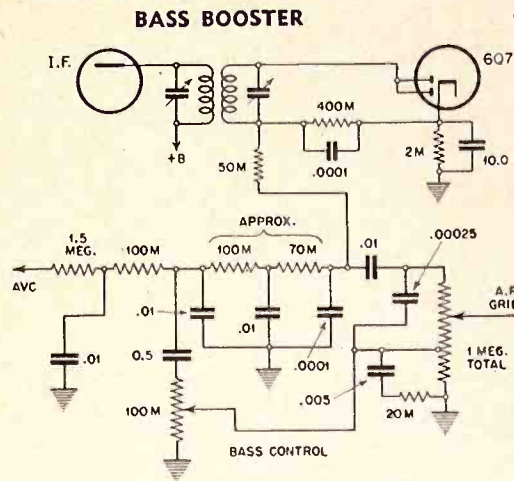 BASS BOOSTER
I.F.
6Q7
+B
400M
.0001
2M
10.0
50M
APPROX.
1.5
MEG.
100M
100M
70M
.01
.00025
AVC
.01
.01
.01
.0001
0.5
.005
20M
1 MEG.
TOTAL
100M
BASS CONTROL